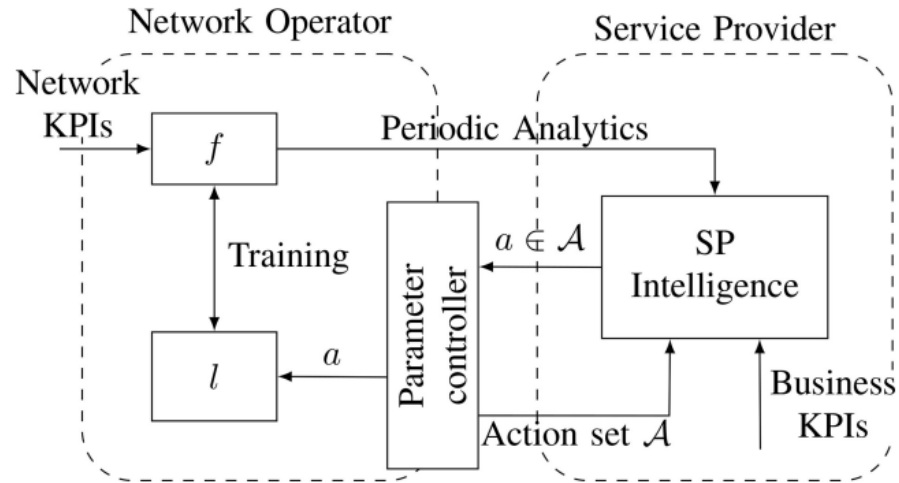 Network Operator
Service Provider
Network
KPIs
f
Periodic Analytics
SP
Intelligence
a ∈ 𝒜
Training
Parameter
controller
l
a
Action set 𝒜
Business
KPIs